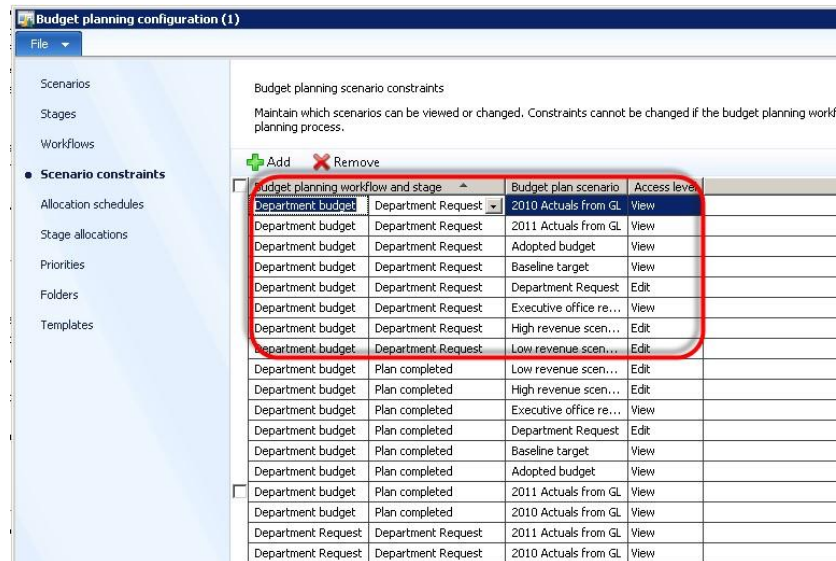 Budget planning configuration (1)
File
Scenarios
Stages
Workflows
Scenario constraints
Allocation schedules
Stage allocations
Priorities
Folders
Templates
Budget planning scenario constraints
Maintain which scenarios can be viewed or changed. Constraints cannot be changed if the budget planning workf
planning process.
Add Remove
Budget planning workflow and stage Budget plan scenario Access level
Department budget Department Request 2010 Actuals from GL View
Department budget Department Request 2011 Actuals from GL View
Department budget Department Request Adopted budget View
Department budget Department Request Baseline target View
Department budget Department Request Department Request Edit
Department budget Department Request Executive office re... View
Department budget Department Request High revenue scen... Edit
Department budget Department Request Low revenue scen... Edit
Department budget Plan completed Low revenue scen... Edit
Department budget Plan completed High revenue scen... Edit
Department budget Plan completed Executive office re... View
Department budget Plan completed Department Request Edit
Department budget Plan completed Baseline target View
Department budget Plan completed Adopted budget View
Department budget Plan completed 2011 Actuals from GL View
Department budget Plan completed 2010 Actuals from GL View
Department Request Department Request 2011 Actuals from GL View
Department Request Department Request 2010 Actuals from GL View